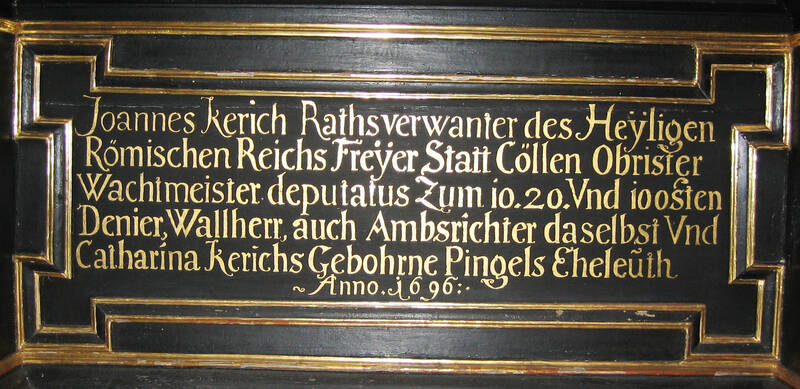 Joannes Kerich Rathsverwanter des Heÿligen
Römischen Reichs Freÿer Statt Cöllen Obrister
Wachtmeister deputatus Zum 10.20.Vnd 100sten
Denier, Wallherr, auch Ambsrichter daselbst Vnd
Catharina Kerichs Gebohrne Pingels Eheleŭth
~ Anno. 1696:.